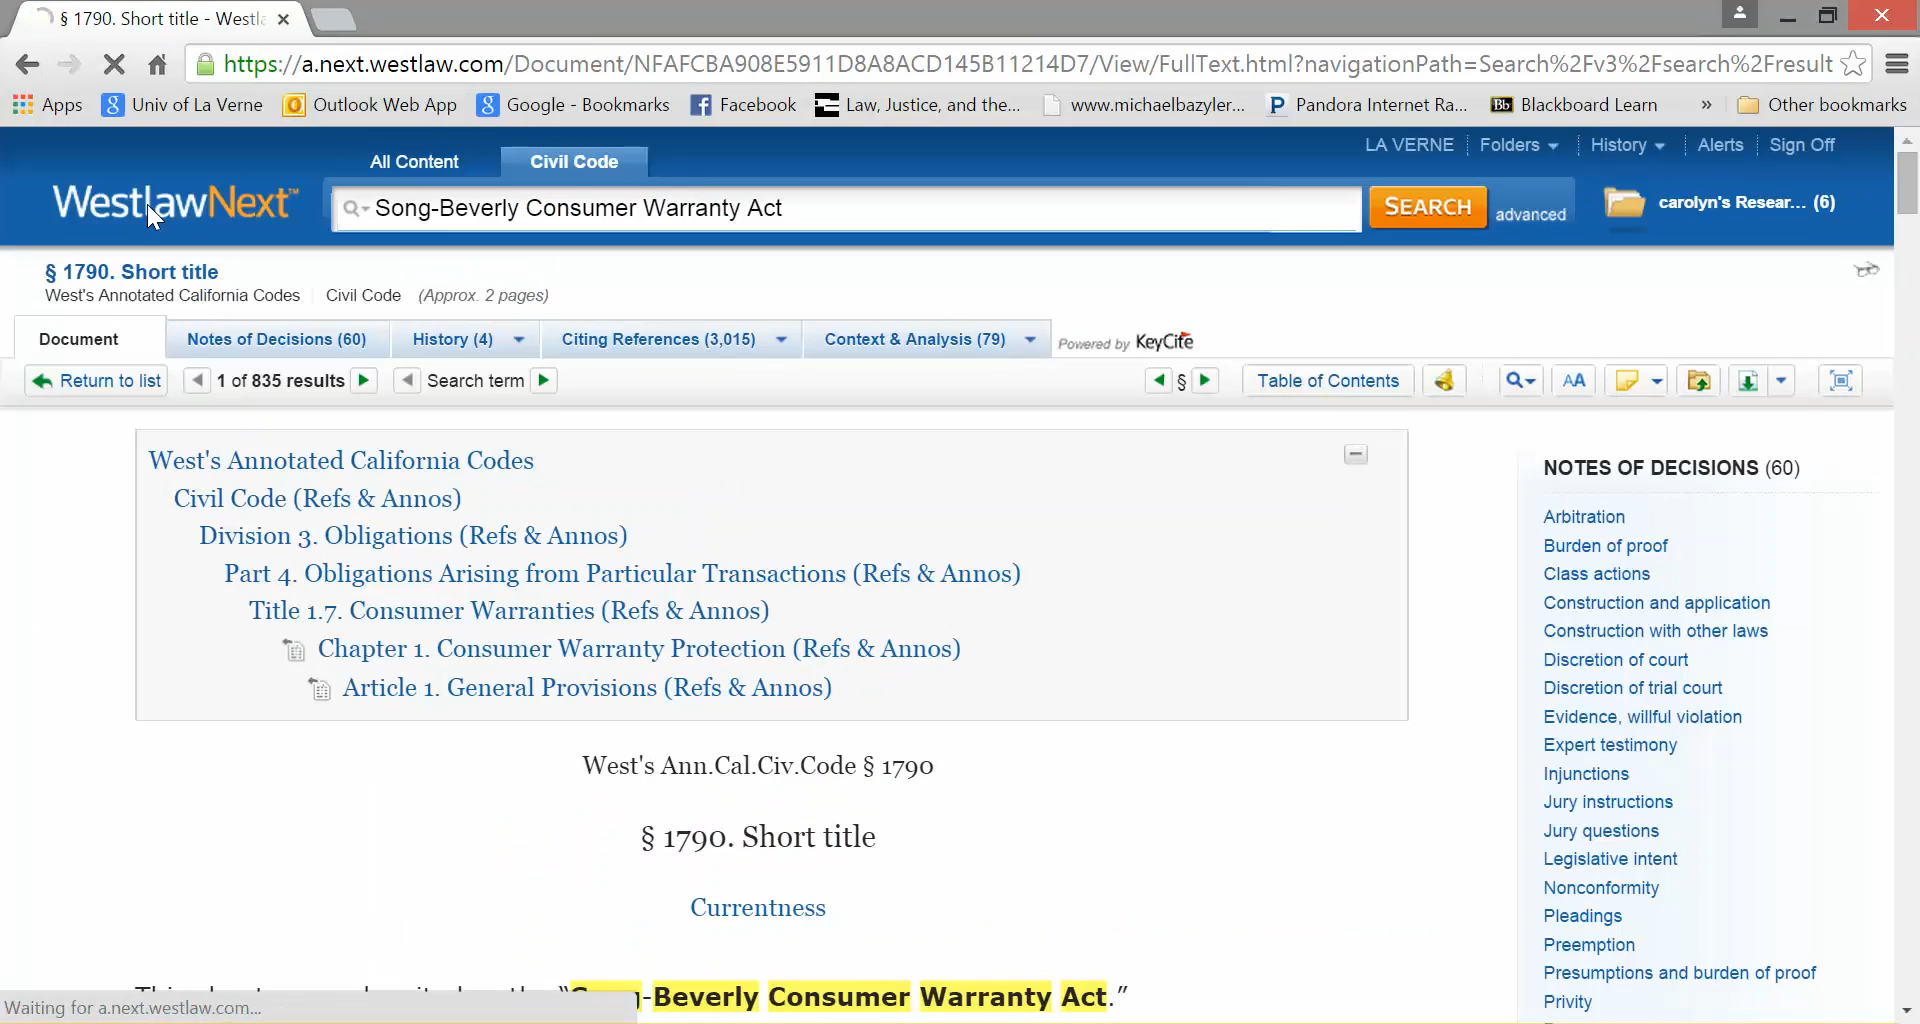 § 1790. Short title - Westla
https://a.next.westlaw.com/Document/NFAFCBA908E5911D8A8ACD145B11214D7/View/FullText.html?navigationPath=Search%2Fv3%2Fsearch%2Fresult
Apps Univ of La Verne Outlook Web App Google - Bookmarks Facebook Law, Justice, and the... www.michaelbazyler... Pandora Internet Ra... Bb Blackboard Learn » Other bookmarks
LA VERNE Folders History Alerts Sign Off
All Content Civil Code
WestlawNext™ Song-Beverly Consumer Warranty Act SEARCH advanced carolyn's Resear... (6)
§ 1790. Short title
West's Annotated California Codes Civil Code (Approx. 2 pages)
Document Notes of Decisions (60) History (4) Citing References (3,015) Context & Analysis (79) Powered by KeyCite
Return to list 1 of 835 results Search term § Table of Contents AA
West's Annotated California Codes
Civil Code (Refs & Annos)
Division 3. Obligations (Refs & Annos)
Part 4. Obligations Arising from Particular Transactions (Refs & Annos)
Title 1.7. Consumer Warranties (Refs & Annos)
Chapter 1. Consumer Warranty Protection (Refs & Annos)
Article 1. General Provisions (Refs & Annos)
West's Ann.Cal.Civ.Code § 1790
§ 1790. Short title
Currentness
-Beverly Consumer Warranty Act.”
Waiting for a.next.westlaw.com...
NOTES OF DECISIONS (60)
Arbitration
Burden of proof
Class actions
Construction and application
Construction with other laws
Discretion of court
Discretion of trial court
Evidence, willful violation
Expert testimony
Injunctions
Jury instructions
Jury questions
Legislative intent
Nonconformity
Pleadings
Preemption
Presumptions and burden of proof
Privity